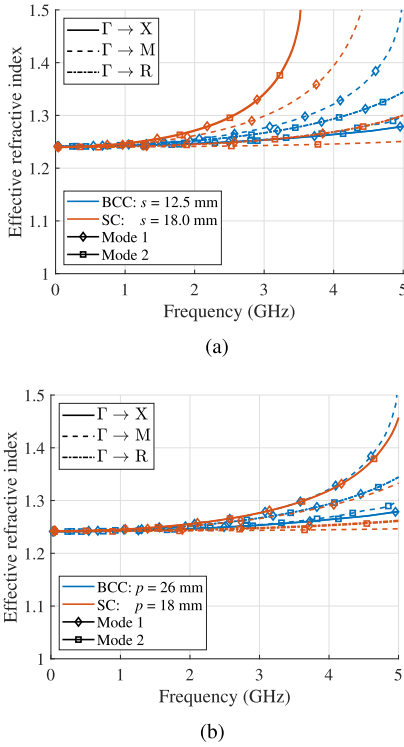 1.5
1.4
1.3
1.2
1.1
1
Effective refractive index
Γ → X
Γ → M
Γ → R
BCC: s = 12.5 mm
SC: s = 18.0 mm
Mode 1
Mode 2
0 1 2 3 4 5
Frequency (GHz)
(a)
1.5
1.4
1.3
1.2
1.1
1
Effective refractive index
Γ → X
Γ → M
Γ → R
BCC: p = 26 mm
SC: p = 18 mm
Mode 1
Mode 2
0 1 2 3 4 5
Frequency (GHz)
(b)